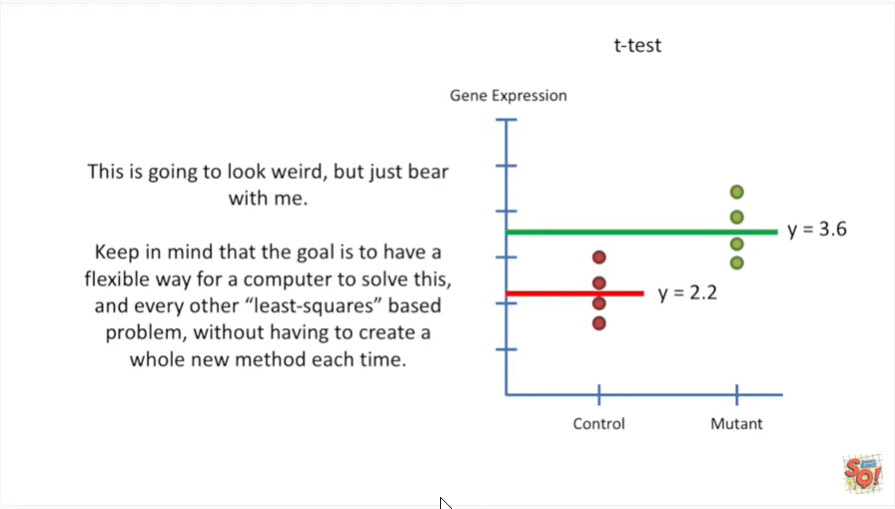 t-test
Gene Expression
This is going to look weird, but just bear
with me.
Keep in mind that the goal is to have a
flexible way for a computer to solve this,
and every other “least-squares” based
problem, without having to create a
whole new method each time.
y = 3.6
y = 2.2
Control
Mutant
SQ!